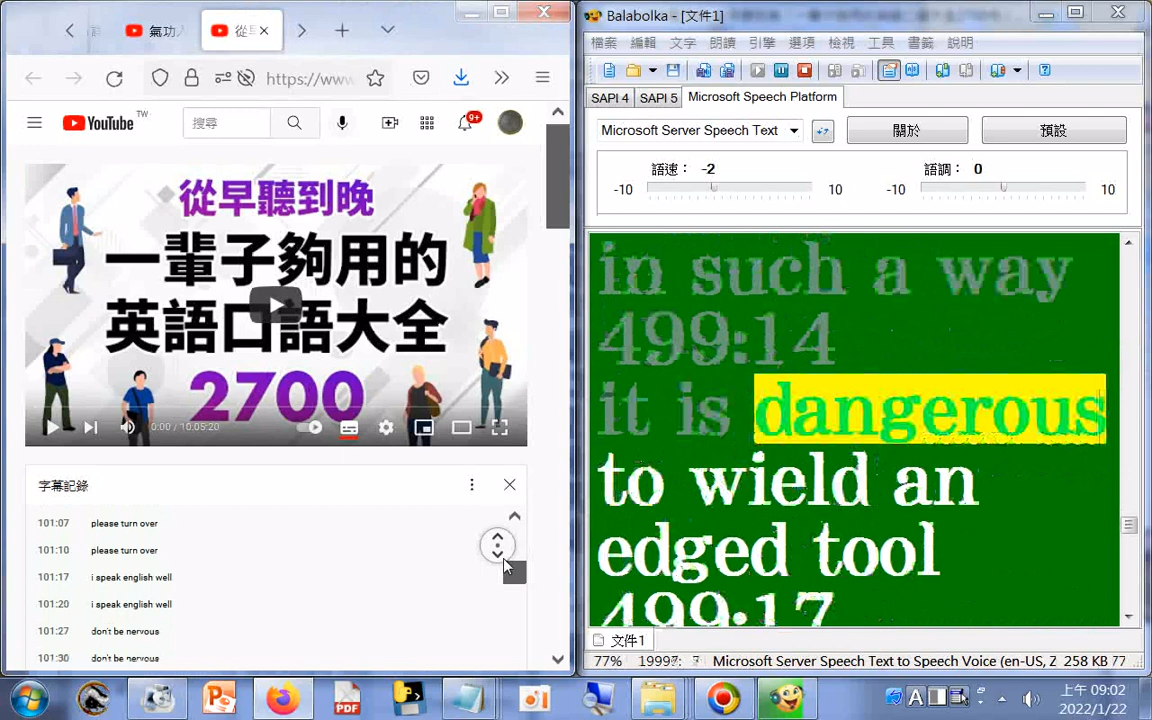 氣功
從
https://www
YouTube TW
搜尋
9+
從早聽到晚
一輩子夠用的
英語口語大全
2700
0:00 / 10:05:20
字幕記錄
101:07 please turn over
101:10 please turn over
101:17 i speak english well
101:20 i speak english well
101:27 don't be nervous
101:30 don't be nervous
Balabolka - [文件1]
檔案 編輯 文字 朗讀 引擎 選項 檢視 工具 書籤 說明
SAPI 4 SAPI 5 Microsoft Speech Platform
Microsoft Server Speech Text
關於
預設
語速: -2
語調: 0
-10 10
-10 10
in such a way
499:14
it is dangerous
to wield an
edged tool
499:17
文件1
77%
Microsoft Server Speech Text to Speech Voice (en-US, Z
258 KB
77
PDF
A
上午 09:02
2022/1/22